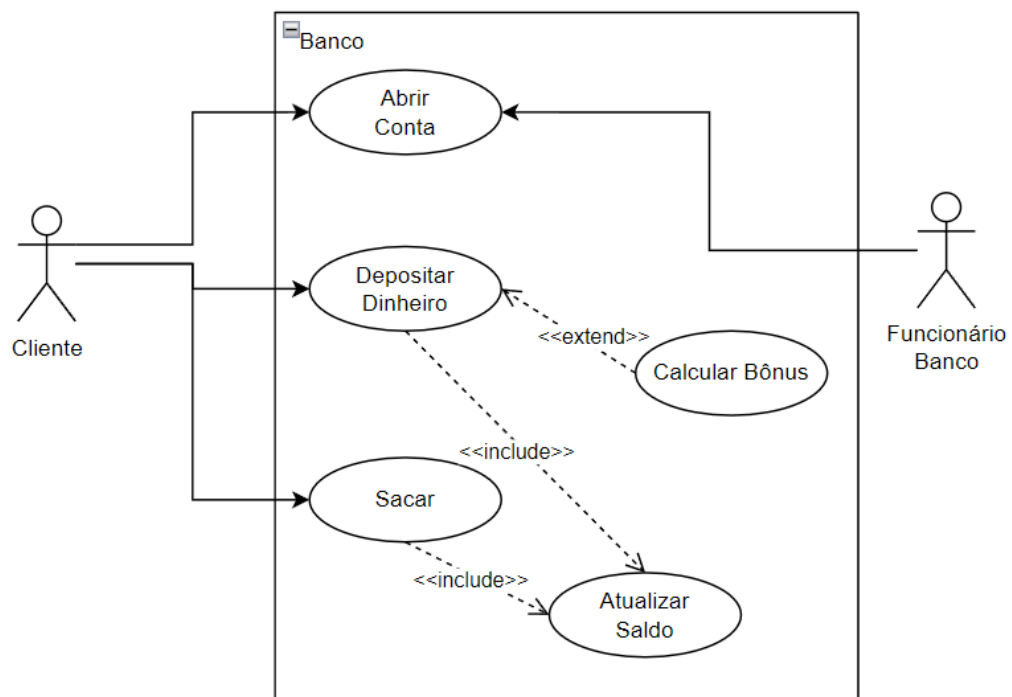 Banco
Abrir
Conta
Depositar
Dinheiro
<<extend>>
Cliente
Funcionário
Banco
Calcular Bônus
<<include>>
Sacar
<<include>>
Atualizar
Saldo